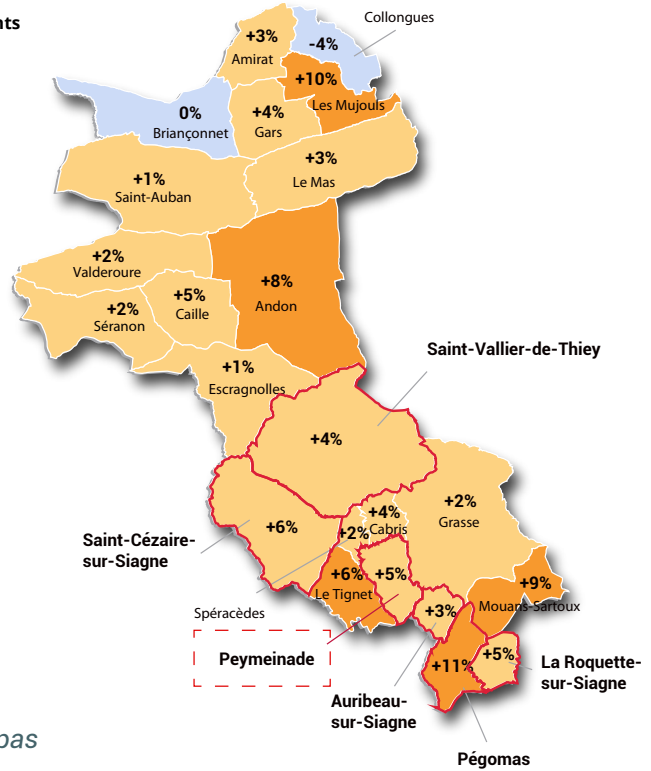 nts
Collongues
+3%
Amirat
-4%
+10%
Les Mujouls
0%
Briançonnet
+4%
Gars
+3%
Le Mas
+1%
Saint-Auban
+2%
Valderoure
+8%
Andon
+5%
Caille
+2%
Séranon
+1%
Escragnolles
Saint-Vallier-de-Thiey
+4%
+2%
Grasse
+4%
Cabris
+6%
+2%
Saint-Cézaire-
sur-Siagne
+6%
Le Tignet
+5%
+9%
Mouans-Sartoux
+3%
Spéracèdes
Peymeinade
+11%
+5%
La Roquette-
sur-Siagne
Auribeau-
sur-Siagne
pas
Pégomas